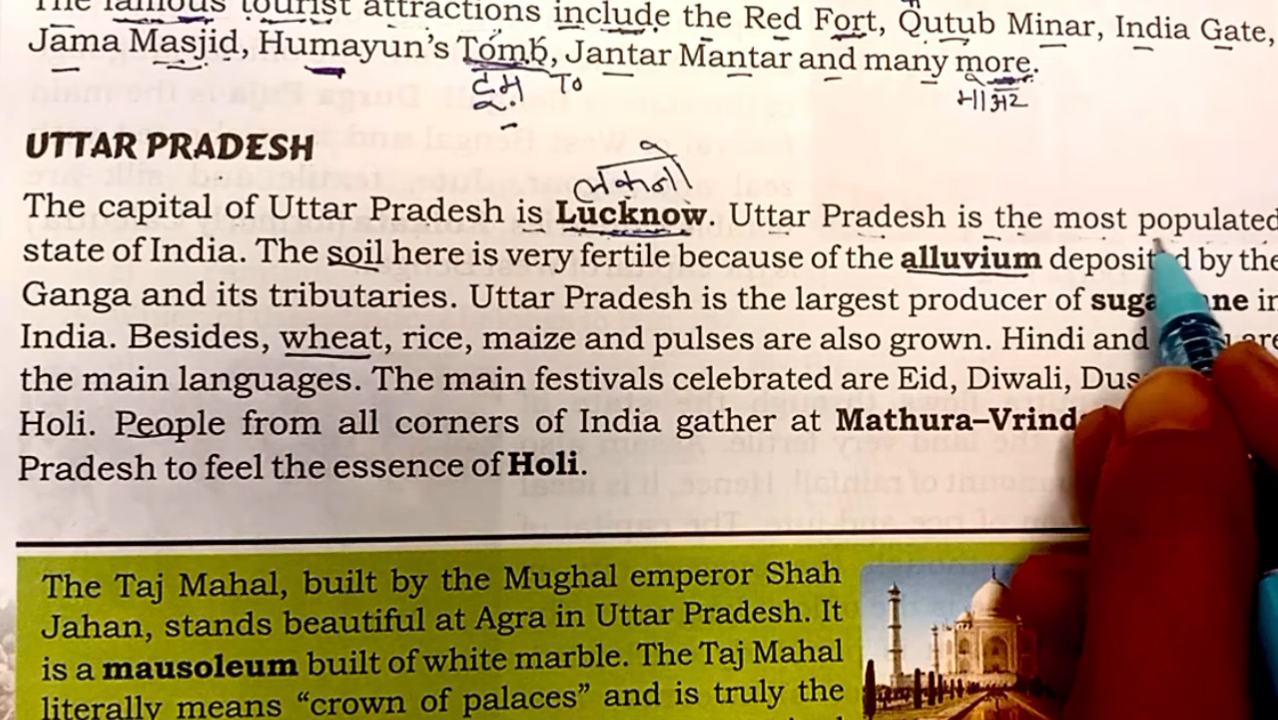 The famous tourist attractions include the Red Fort, Qutub Minar, India Gate,
Jama Masjid, Humayun's Tomb, Jantar Mantar and many more.
To
UTTAR PRADESH
The capital of Uttar Pradesh is Lucknow. Uttar Pradesh is the most populated
state of India. The soil here is very fertile because of the alluvium deposit d by the
Ganga and its tributaries. Uttar Pradesh is the largest producer of suga ne in
India. Besides, wheat, rice, maize and pulses are also grown. Hindi and are
the main languages. The main festivals celebrated are Eid, Diwali, Dus
Holi. People from all corners of India gather at Mathura–Vrind
Pradesh to feel the essence of Holi.
The Taj Mahal, built by the Mughal emperor Shah
Jahan, stands beautiful at Agra in Uttar Pradesh. It
is a mausoleum built of white marble. The Taj Mahal
literally means “crown of palaces” and is truly the